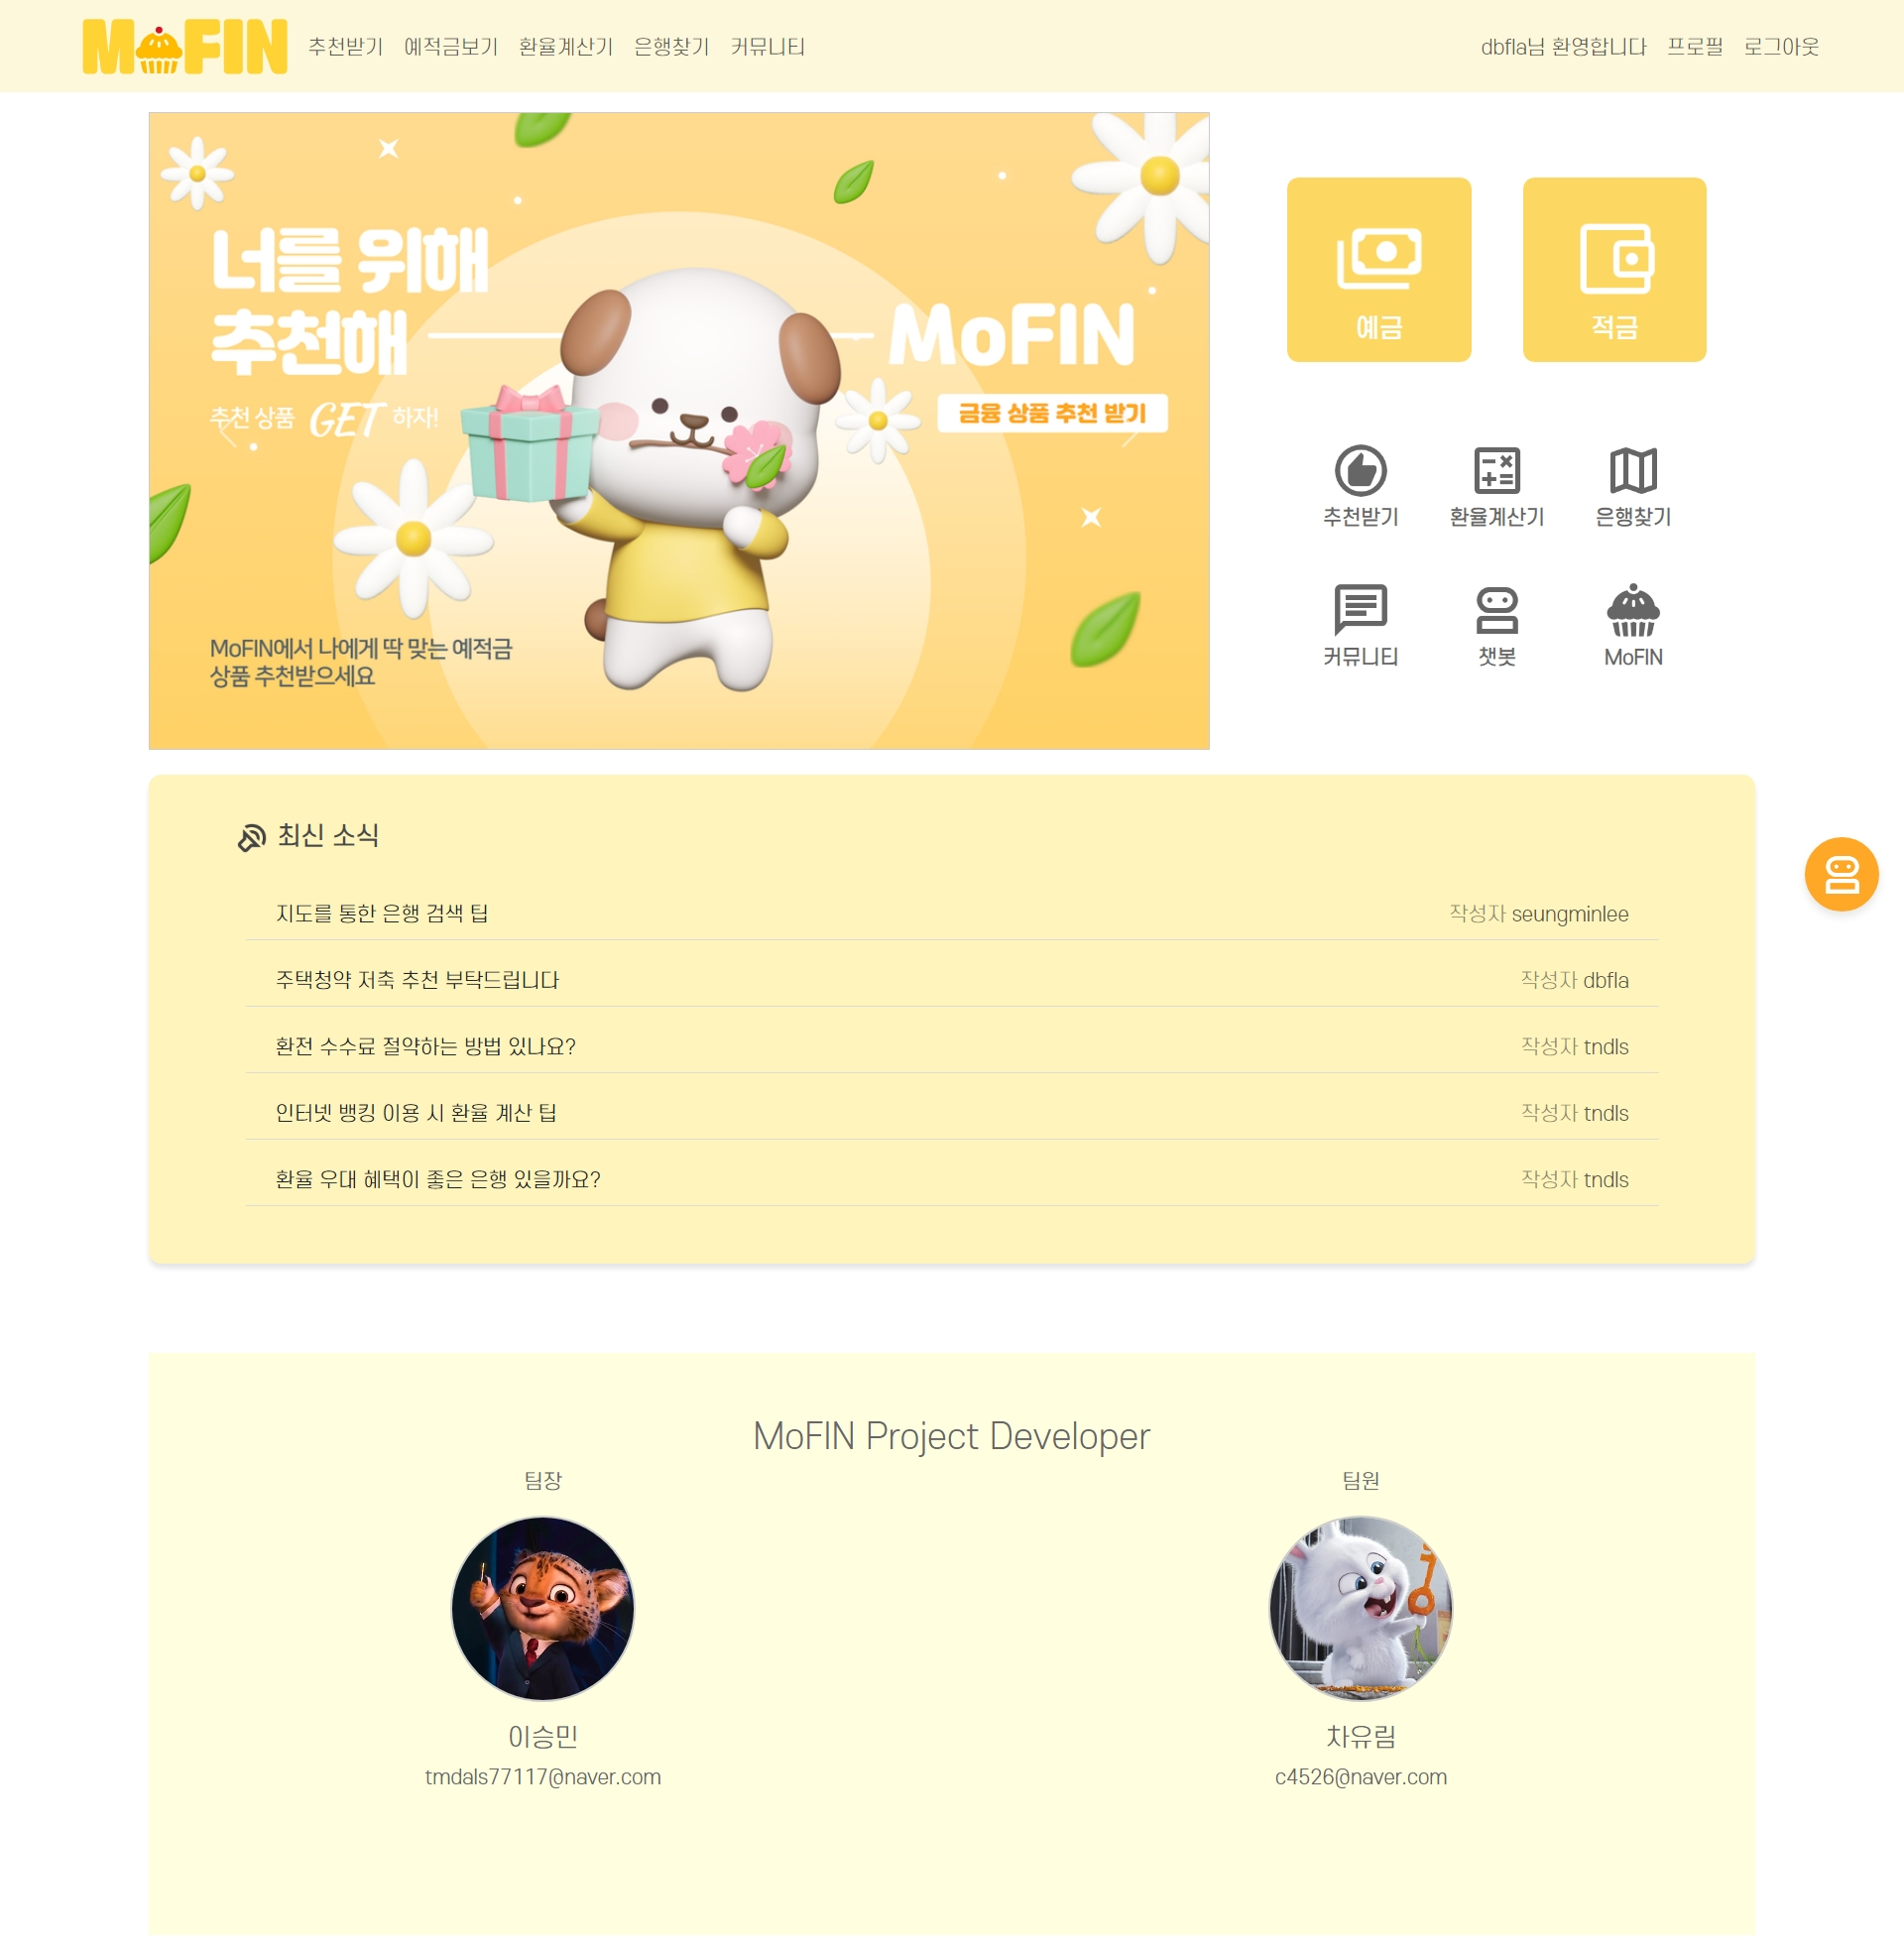 MoFIN 추천받기 예적금보기 환율계산기 은행찾기 커뮤니티 dbfla님 환영합니다 프로필 로그아웃
너를 위해
추천해
추천 상품 GET 하자!
MoFIN
금융 상품 추천 받기
MoFIN에서 나에게 딱 맞는 예적금
상품 추천받으세요
예금 적금
추천받기 환율계산기 은행찾기
커뮤니티 챗봇 MoFIN
최신 소식
지도를 통한 은행 검색 팁 작성자 seungminlee
주택청약 저축 추천 부탁드립니다 작성자 dbfla
환전 수수료 절약하는 방법 있나요? 작성자 tndls
인터넷 뱅킹 이용 시 환율 계산 팁 작성자 tndls
환율 우대 혜택이 좋은 은행 있을까요? 작성자 tndls
MoFIN Project Developer
팀장 팀원
이승민 차유림
tmdals77117@naver.com c4526@naver.com